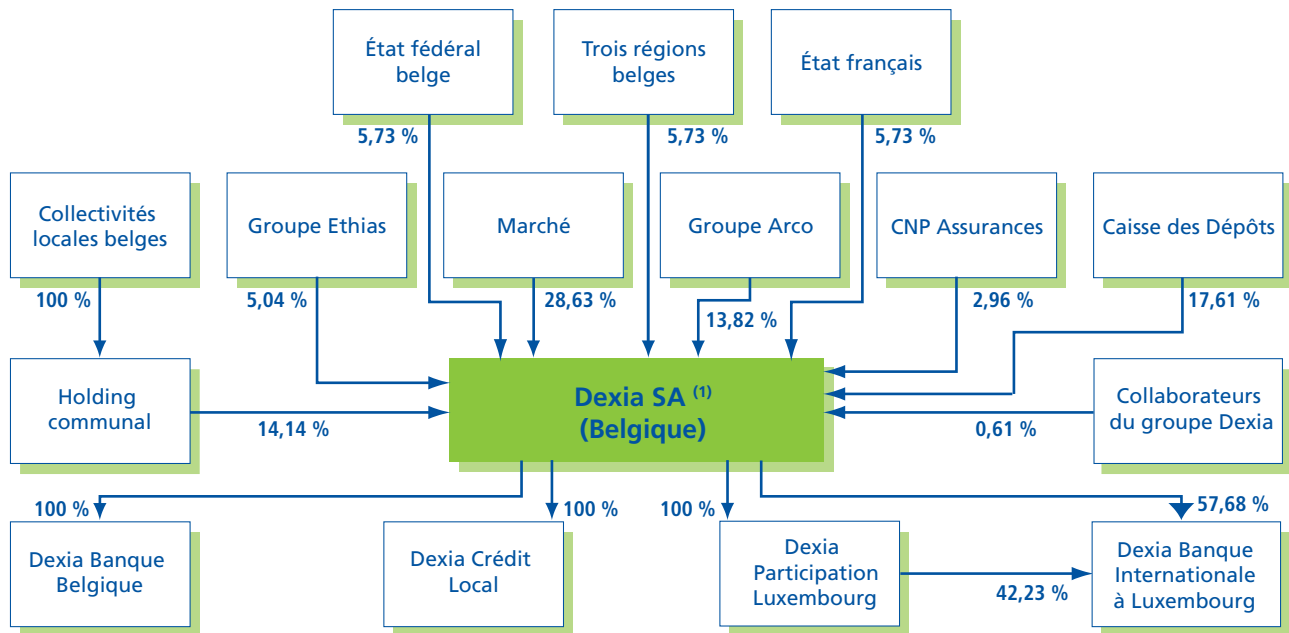 État fédéral
belge
Trois régions
belges
État français
5,73 %
5,73 %
5,73 %
Collectivités
locales belges
Groupe Ethias
Marché
Groupe Arco
CNP Assurances
Caisse des Dépôts
100 %
5,04 %
28,63 %
13,82 %
2,96 %
17,61 %
Holding
communal
14,14 %
Dexia SA (1)
(Belgique)
0,61 %
Collaborateurs
du groupe Dexia
100 %
100 %
100 %
57,68 %
Dexia Banque
Belgique
Dexia Crédit
Local
Dexia
Participation
Luxembourg
42,23 %
Dexia Banque
Internationale
à Luxembourg